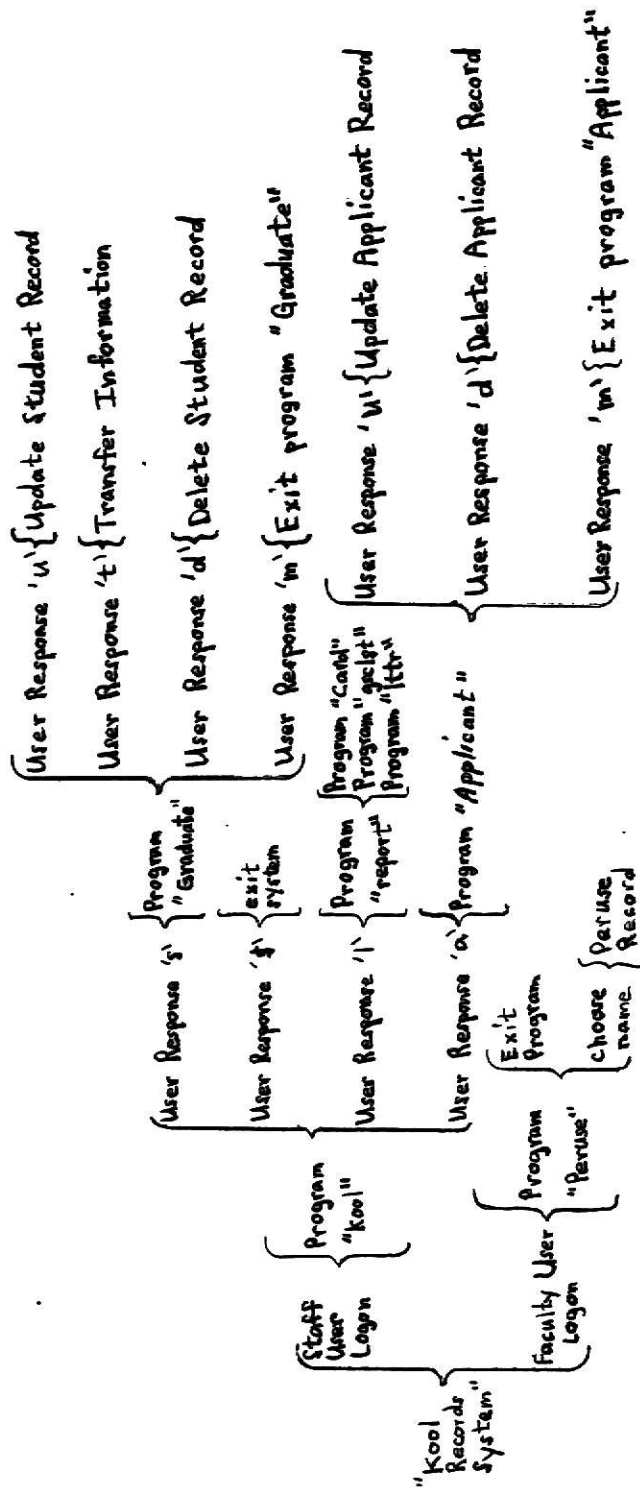 "Kool
Records
System"
Staff
User
Logon
Program
"Kool"
User Response 's'
Program
"Graduate"
User Response 'u' {Update Student Record
User Response 't' {Transfer Information
User Response 'd' {Delete Student Record
User Response 'm' {Exit program "Graduate"
User Response
exit
system
User Response 'l'
Program
"report"
Program "Card"
Program
Program "lttr"
User Response 'a'
Program "Applicant"
User Response 'u' {Update Applicant Record
User Response 'd' {Delete Applicant Record
User Response 'm' {Exit program "Applicant"
Faculty User
Logon
Program
"Peruse"
Exit
Program
choose
name
Peruse
Record